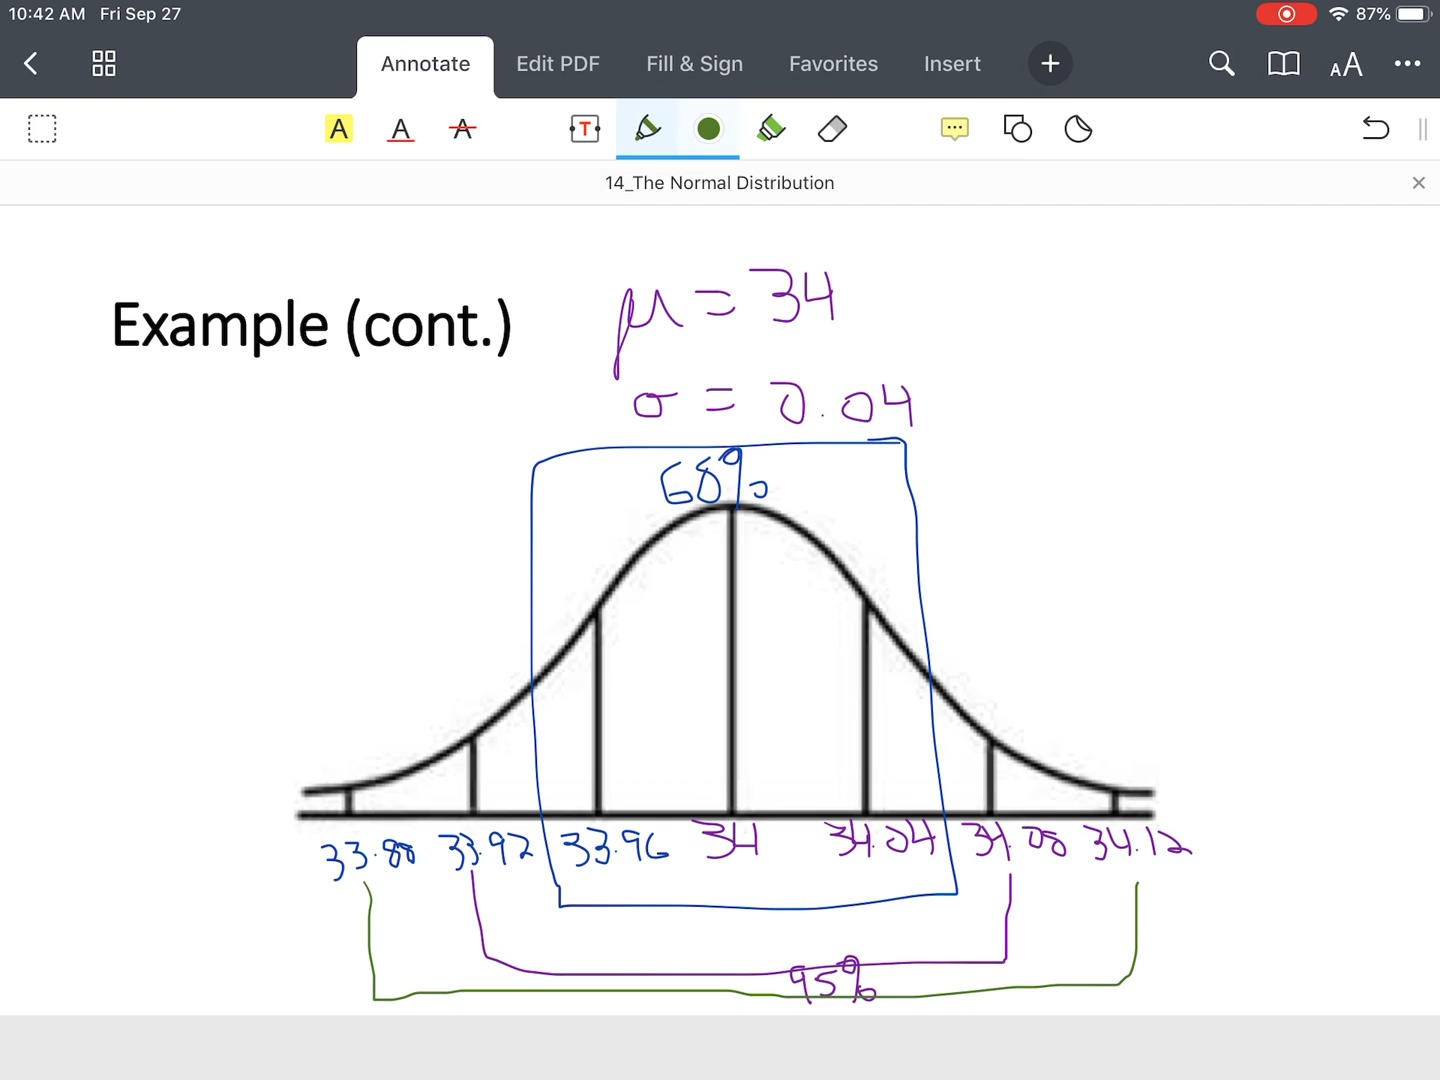 10:42 AM Fri Sep 27 87%
Annotate Edit PDF Fill & Sign Favorites Insert
A A A T AA
14_The Normal Distribution
Example (cont.)
μ = 34
σ = 0.04
68%
33.88 33.92 33.96 34 34.04 34.08 34.12
95%